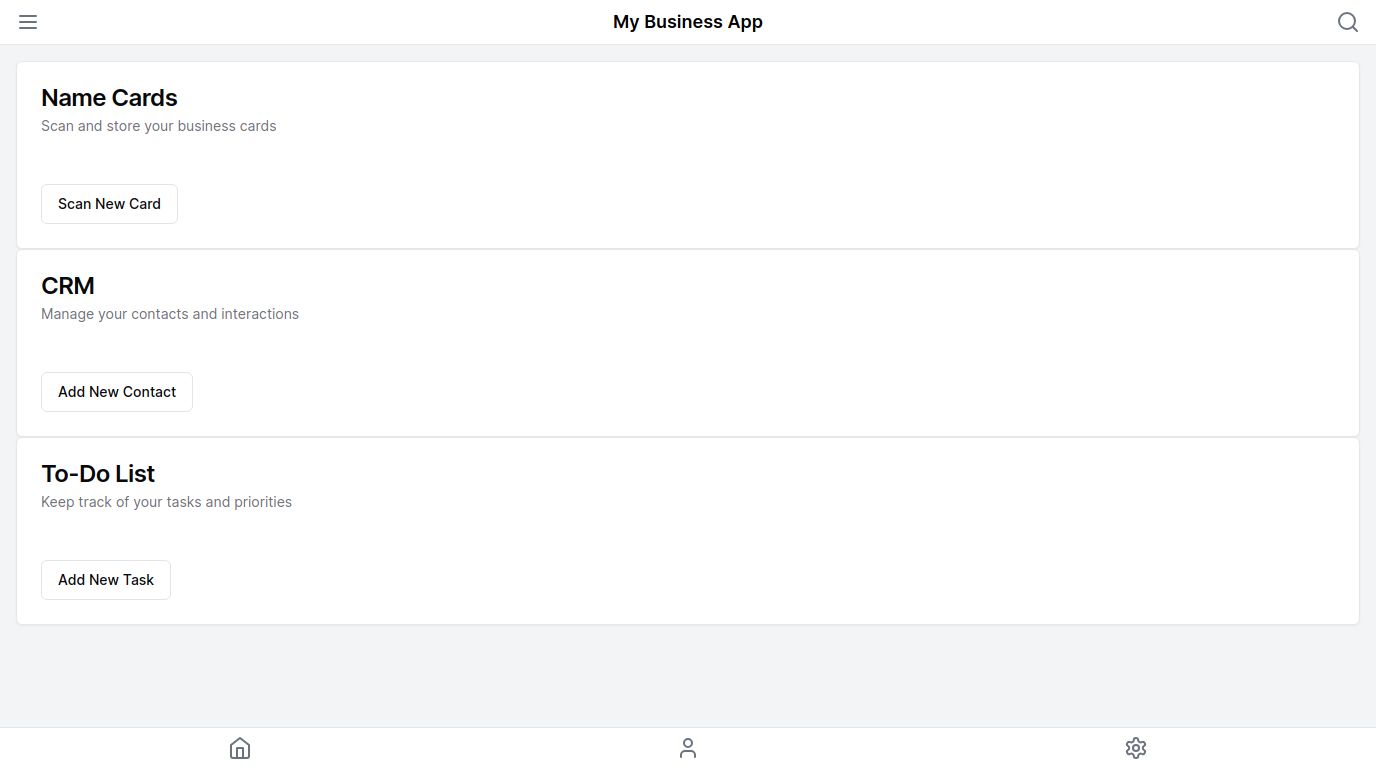 My Business App
Name Cards
Scan and store your business cards
Scan New Card
CRM
Manage your contacts and interactions
Add New Contact
To-Do List
Keep track of your tasks and priorities
Add New Task